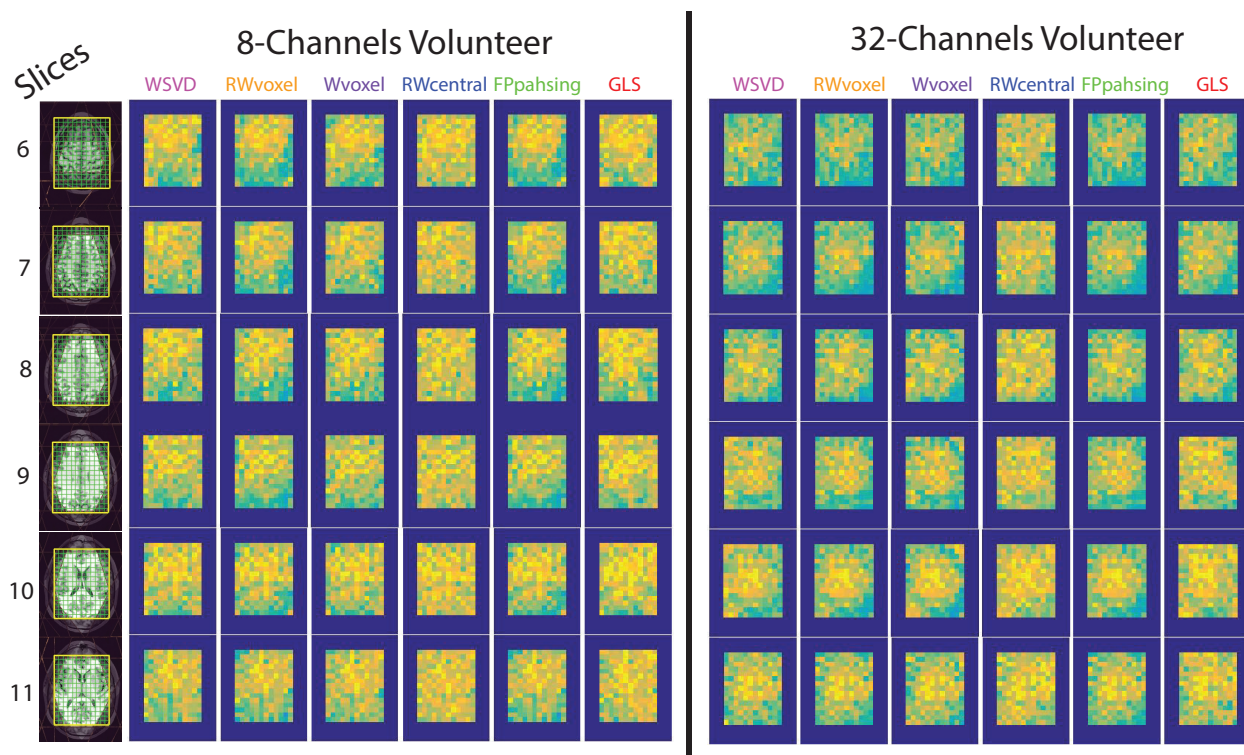 Slices
8-Channels Volunteer
WSVD RWvoxel Wvoxel RWcentral FPpahsing GLS
6
7
8
9
10
11
32-Channels Volunteer
WSVD RWvoxel Wvoxel RWcentral FPpahsing GLS